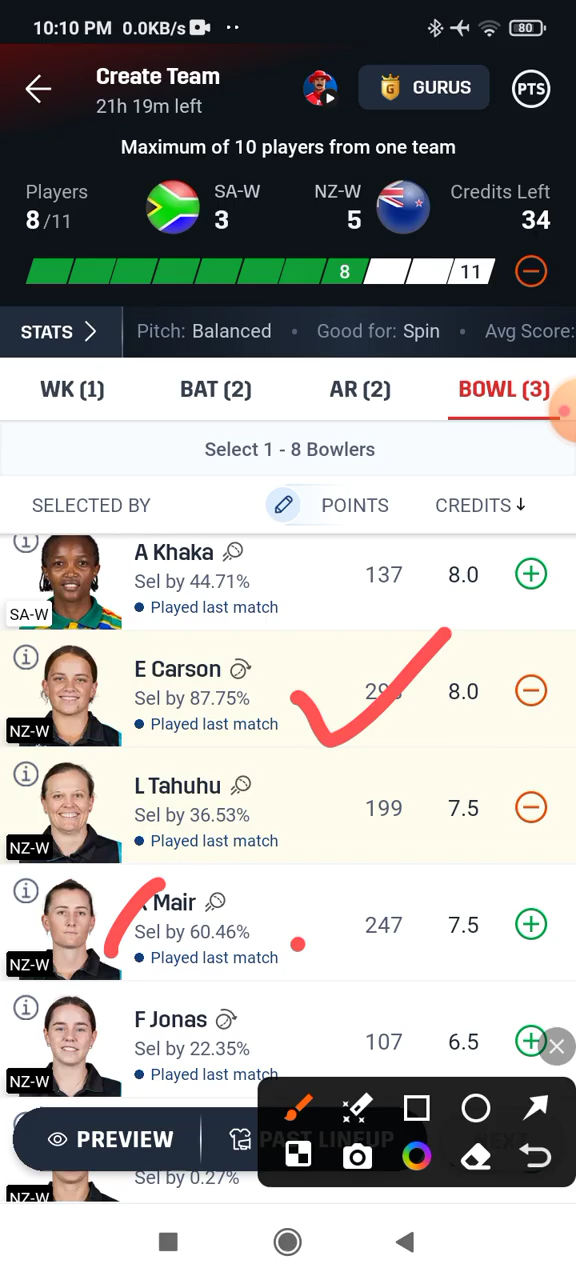 10:10 PM 0.0KB/s ·· 80
Create Team
21h 19m left
G GURUS
PTS
Maximum of 10 players from one team
Players SA-W NZ-W Credits Left
8 /11 3 5 34
8 11
STATS Pitch: Balanced • Good for: Spin • Avg Score:
WK (1) BAT (2) AR (2) BOWL (3)
Select 1 - 8 Bowlers
SELECTED BY POINTS CREDITS ↓
A Khaka
Sel by 44.71% 137 8.0
SA-W • Played last match
E Carson
Sel by 87.75% 8.0
NZ-W • Played last match
L Tahuhu
Sel by 36.53% 199 7.5
NZ-W • Played last match
Mair
Sel by 60.46% 247 7.5
NZ-W • Played last match
F Jonas
Sel by 22.35% 107 6.5
NZ-W • Played last match
PREVIEW PAST LINEUP
Sel by 0.27%
NZ-W